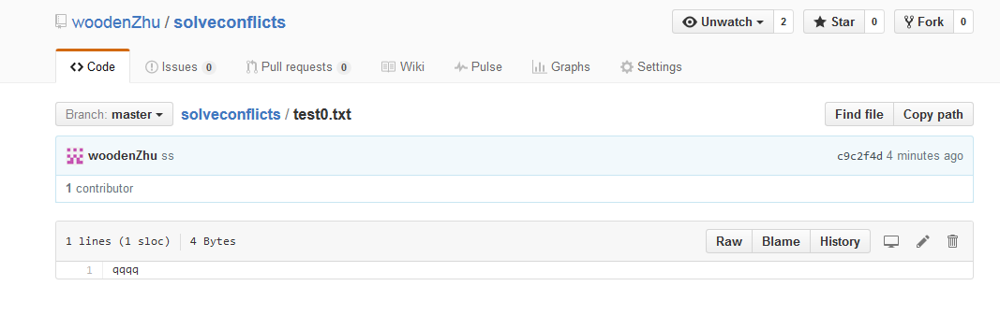 woodenZhu / solveconflicts Unwatch 2 Star 0 Fork 0
Code Issues 0 Pull requests 0 Wiki Pulse Graphs Settings
Branch: master solveconflicts / test0.txt Find file Copy path
woodenZhu ss c9c2f4d 4 minutes ago
1 contributor
1 lines (1 sloc) 4 Bytes Raw Blame History
1 qqqq